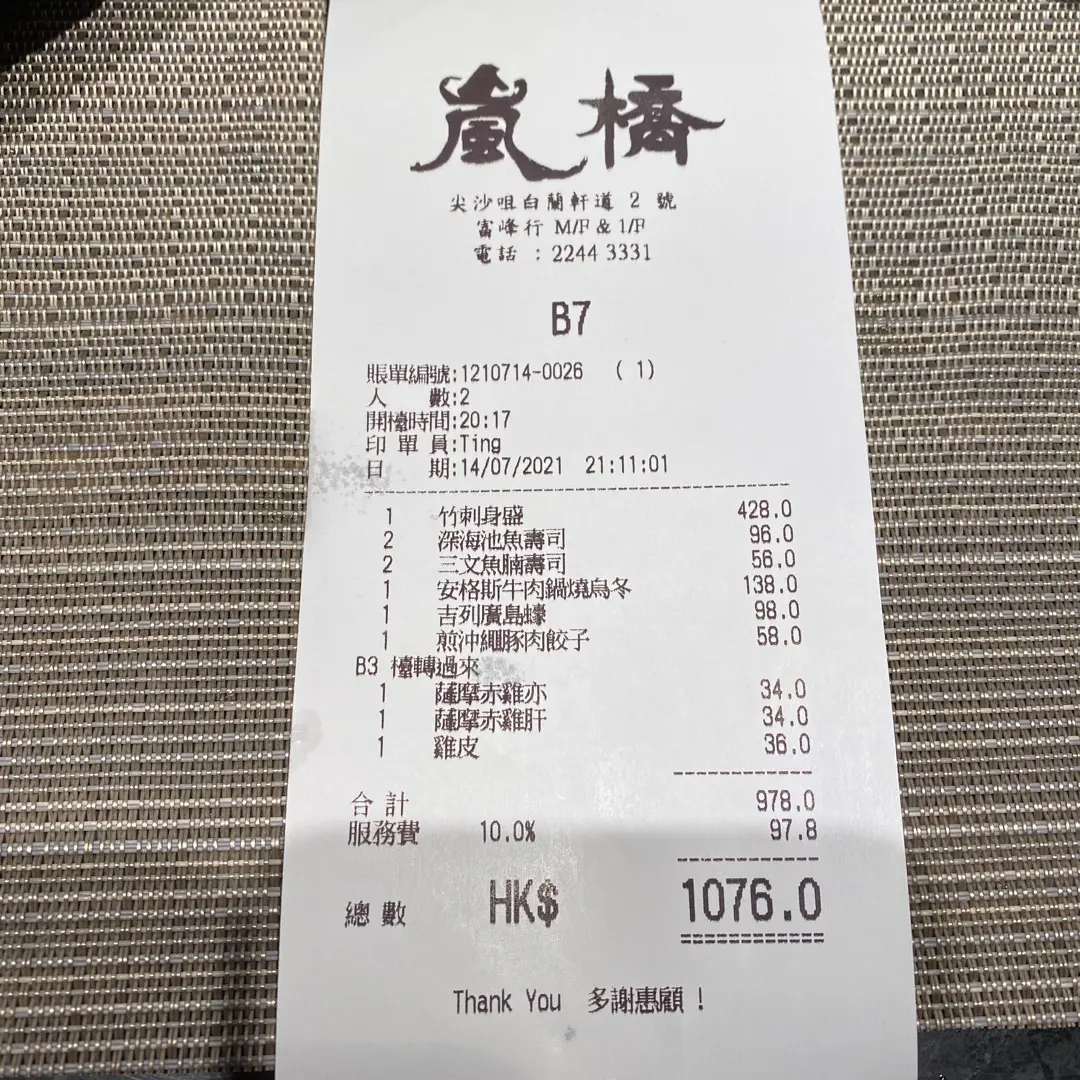 嵐橋
尖沙咀白蘭軒道 2 號
富峰行 M/F & 1/F
電話 : 2244 3331
B7
賬單編號:1210714-0026 ( 1)
人 數:2
開檯時間:20:17
印 單 員:Ting
日 期:14/07/2021 21:11:01
1 竹刺身盛 428.0
2 深海池魚壽司 96.0
2 三文魚腩壽司 56.0
1 安格斯牛肉鍋燒烏冬 138.0
1 吉列廣島蠔 98.0
1 煎沖繩豚肉餃子 58.0
B3 檯轉過來
1 薩摩赤雞亦 34.0
1 薩摩赤雞肝 34.0
1 雞皮 36.0
合 計 978.0
服務費 10.0% 97.8
總 數 HK$ 1076.0
Thank You 多謝惠顧 !